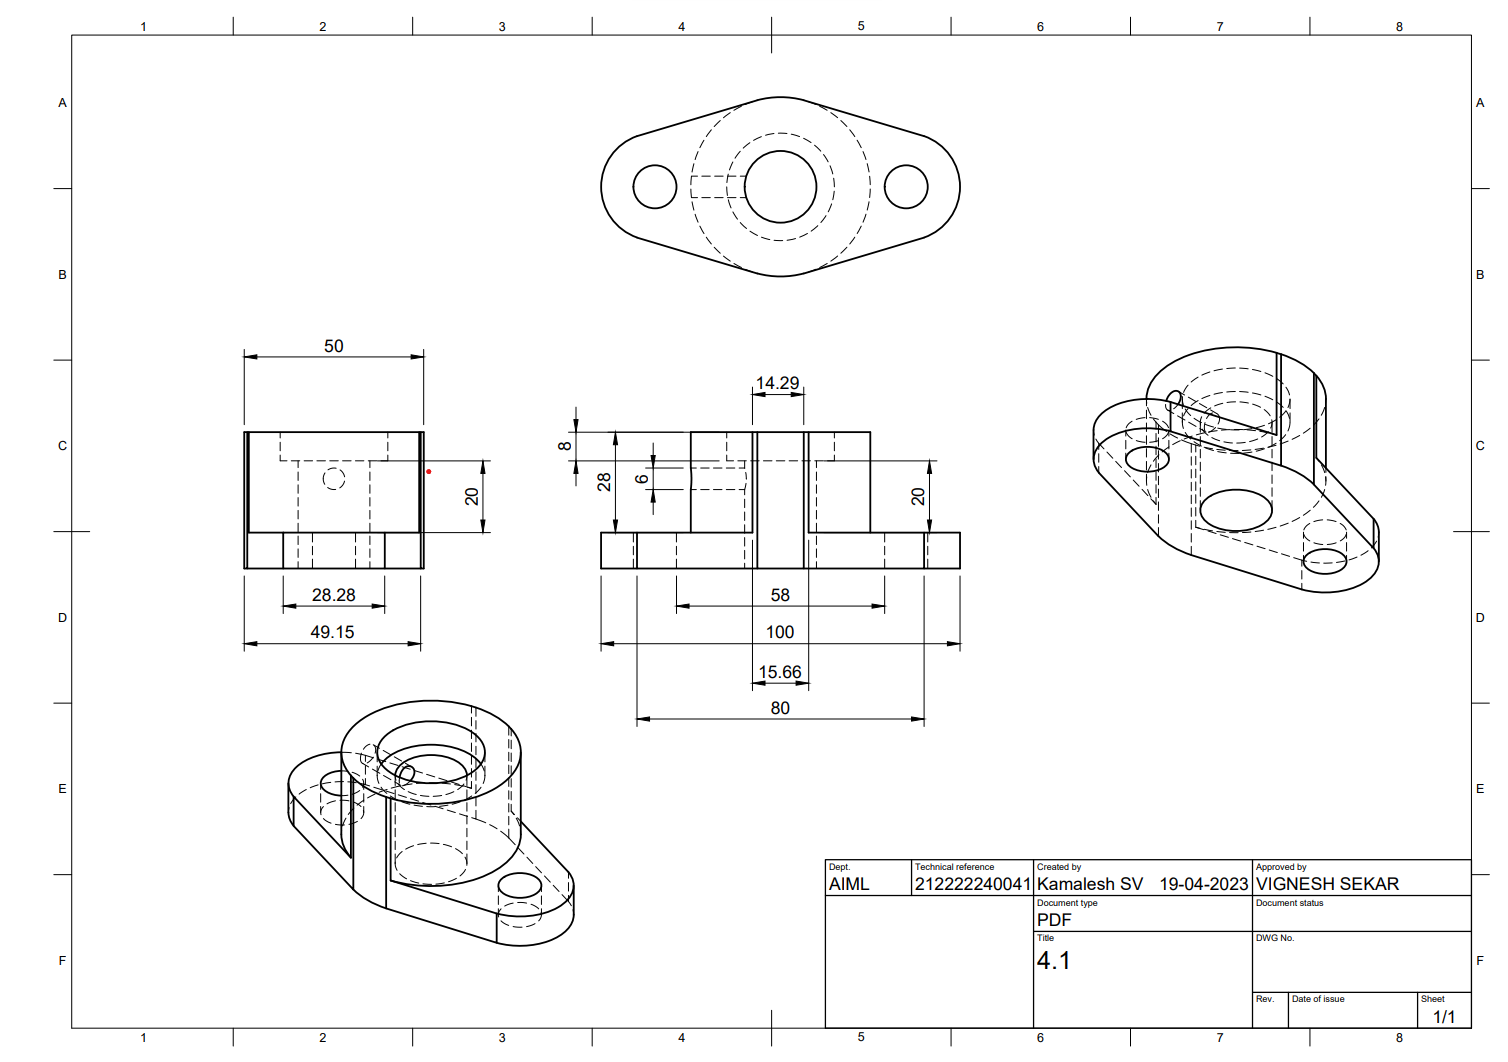 1 2 3 4 5 6 7 8
A A
B B
50
14.29
C C
8
28
6
20
20
28.28
58
D D
49.15
100
15.66
80
E E
Dept. Technical reference Created by Approved by
AIML 212222240041 Kamalesh SV 19-04-2023 VIGNESH SEKAR
Document type Document status
PDF
Title DWG No.
4.1
F F
Rev. Date of issue Sheet
1/1
1 2 3 4 5 6 7 8